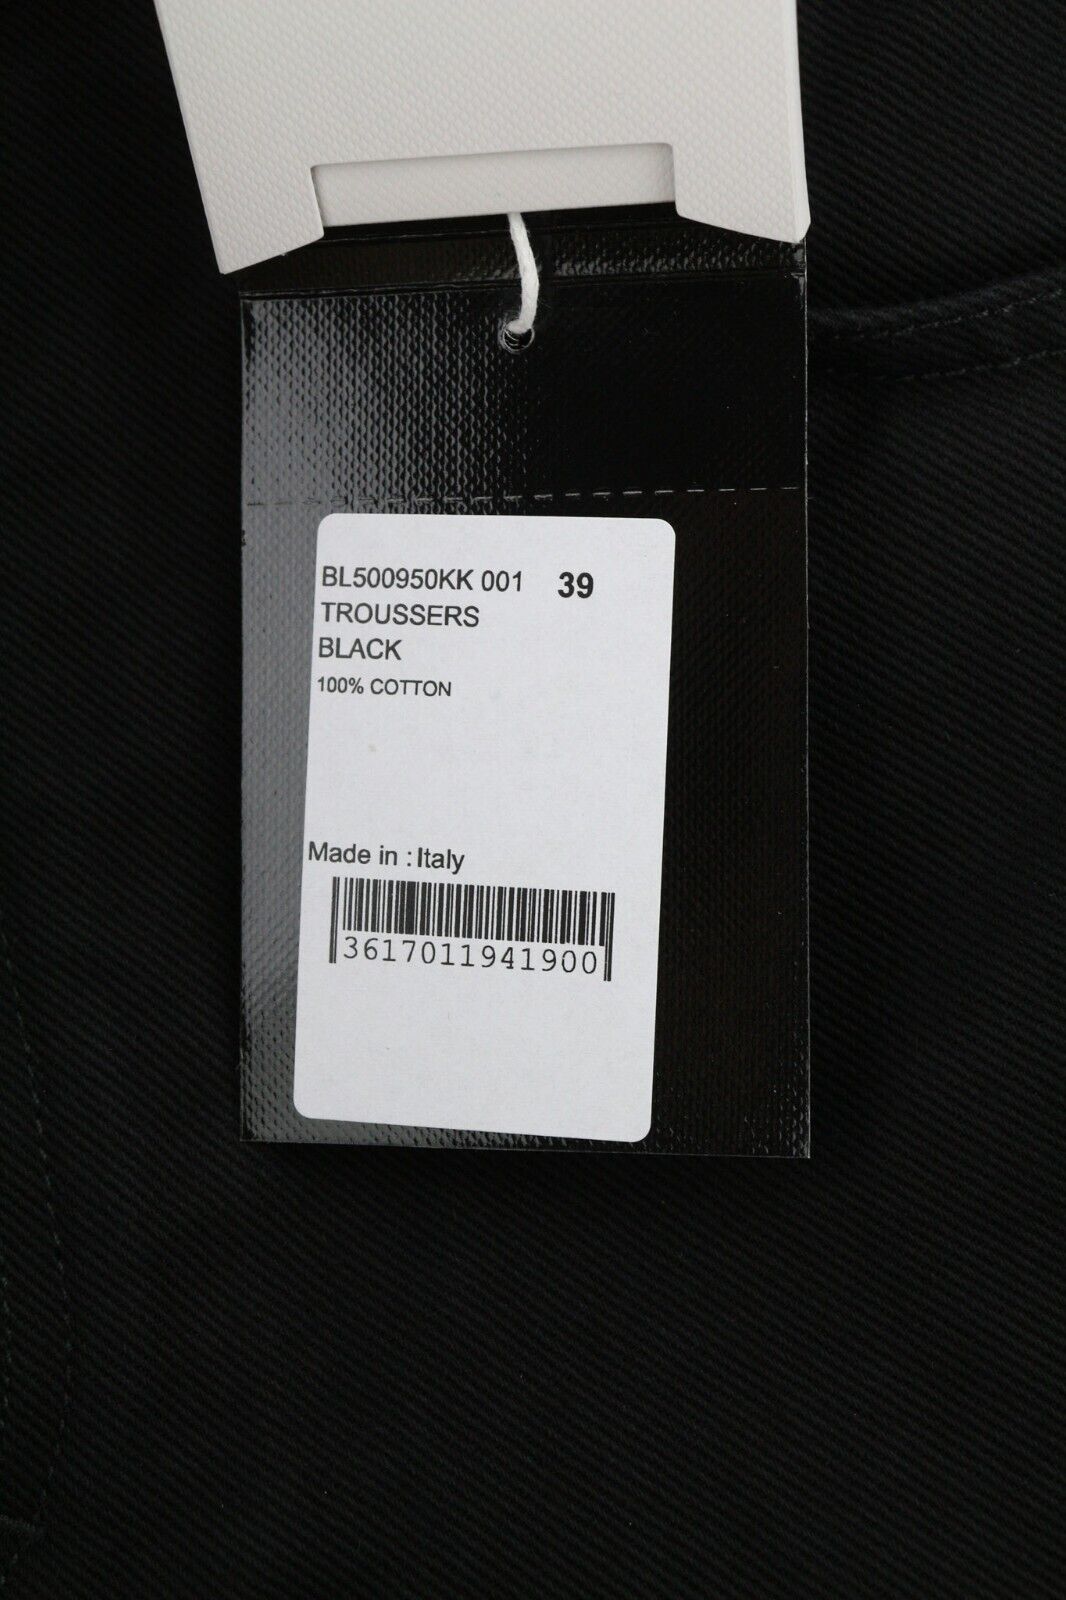 BL500950KK 001 39
TROUSSERS
BLACK
100% COTTON
Made in : Italy
3617011941900